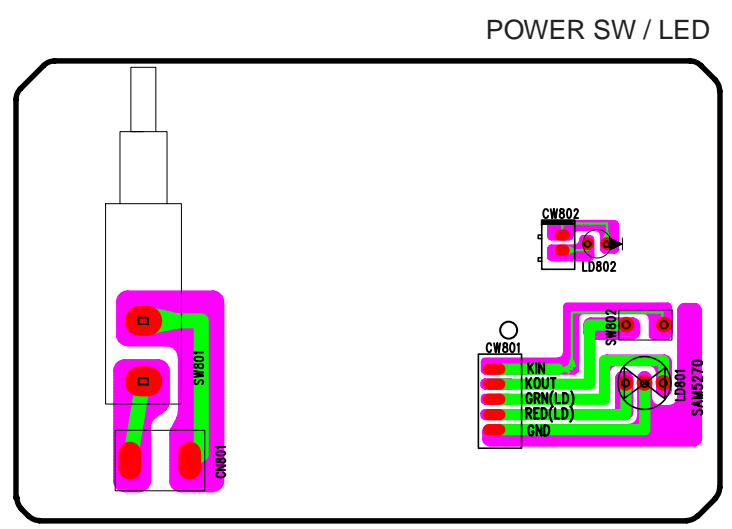 POWER SW / LED
CW802
LD802
SW802
CW801
KIN
KOUT
GRN(LD)
RED(LD)
GND
LD801
SAM5270
SW801
CN801